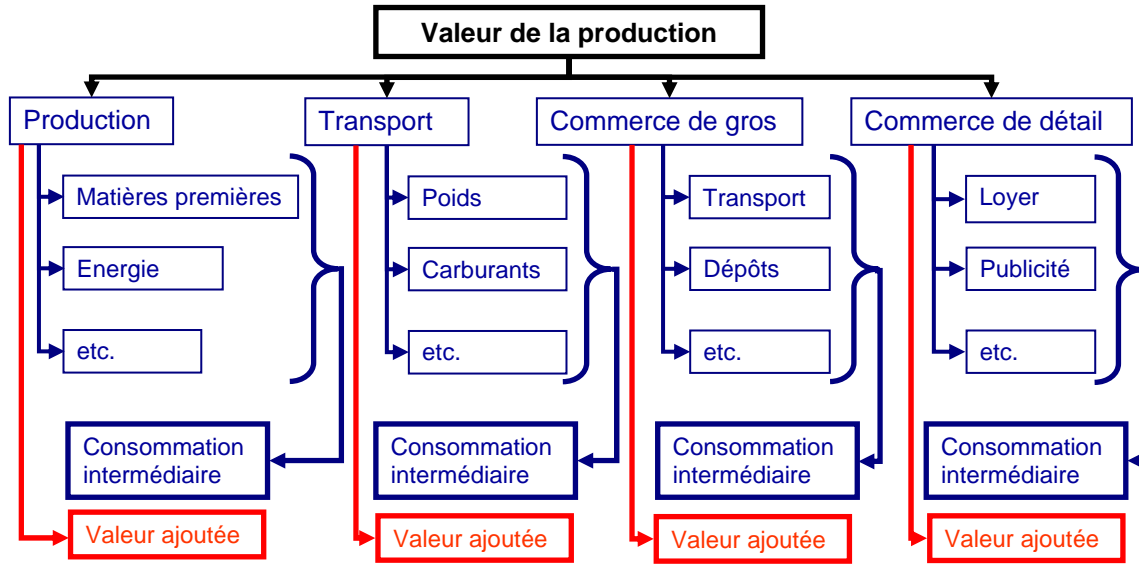 Valeur de la production
Production
Transport
Commerce de gros
Commerce de détail
Matières premières
Poids
Transport
Loyer
Energie
Carburants
Dépôts
Publicité
etc.
etc.
etc.
etc.
Consommation
intermédiaire
Consommation
intermédiaire
Consommation
intermédiaire
Consommation
intermédiaire
Valeur ajoutée
Valeur ajoutée
Valeur ajoutée
Valeur ajoutée